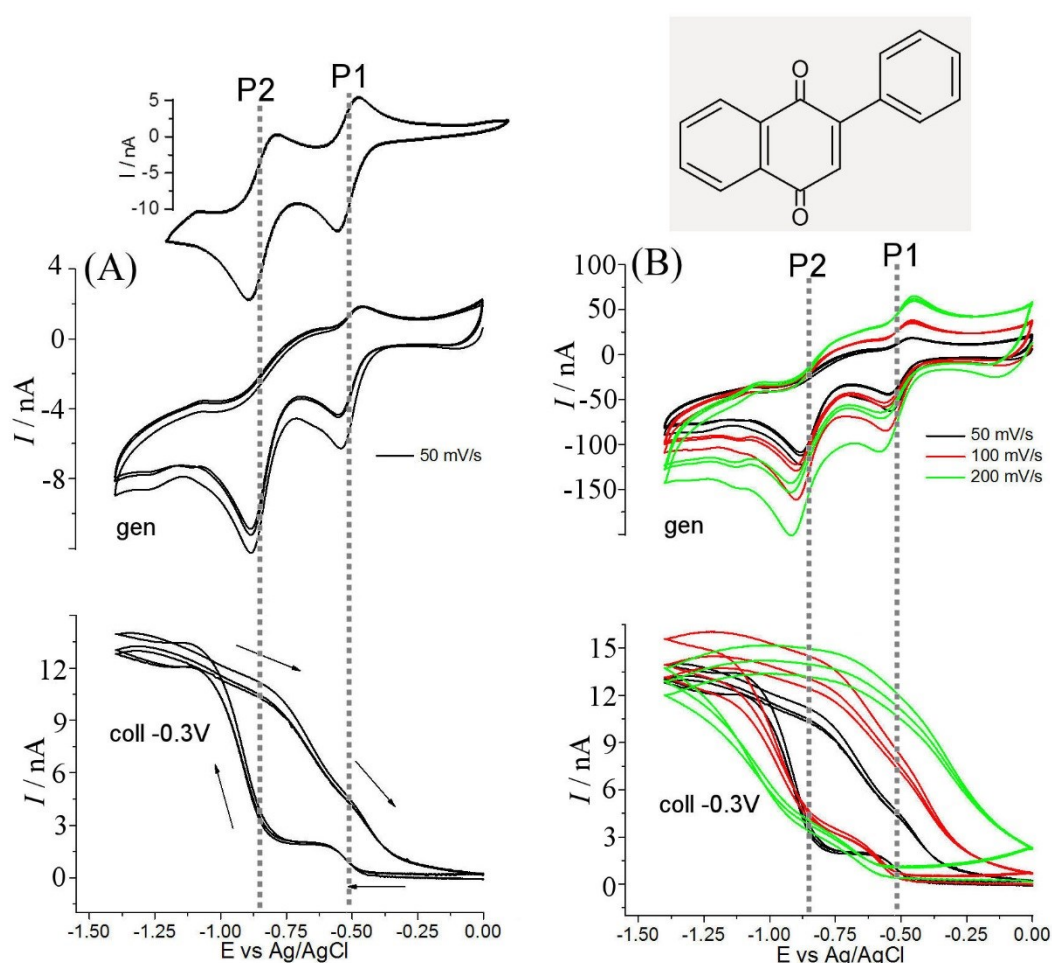 P2
P1
5
0
-5
-10
I / nA
O
O
(A)
4
0
-4
-8
I / nA
50 mV/s
gen
12
9
6
3
0
I / nA
coll -0.3V
-1.50
-1.25
-1.00
-0.75
-0.50
-0.25
0.00
E vs Ag/AgCl
(B)
P2
P1
100
50
0
-50
-100
-150
I / nA
50 mV/s
100 mV/s
200 mV/s
gen
15
12
9
6
3
0
I / nA
coll -0.3V
-1.50
-1.25
-1.00
-0.75
-0.50
-0.25
0.00
E vs Ag/AgCl